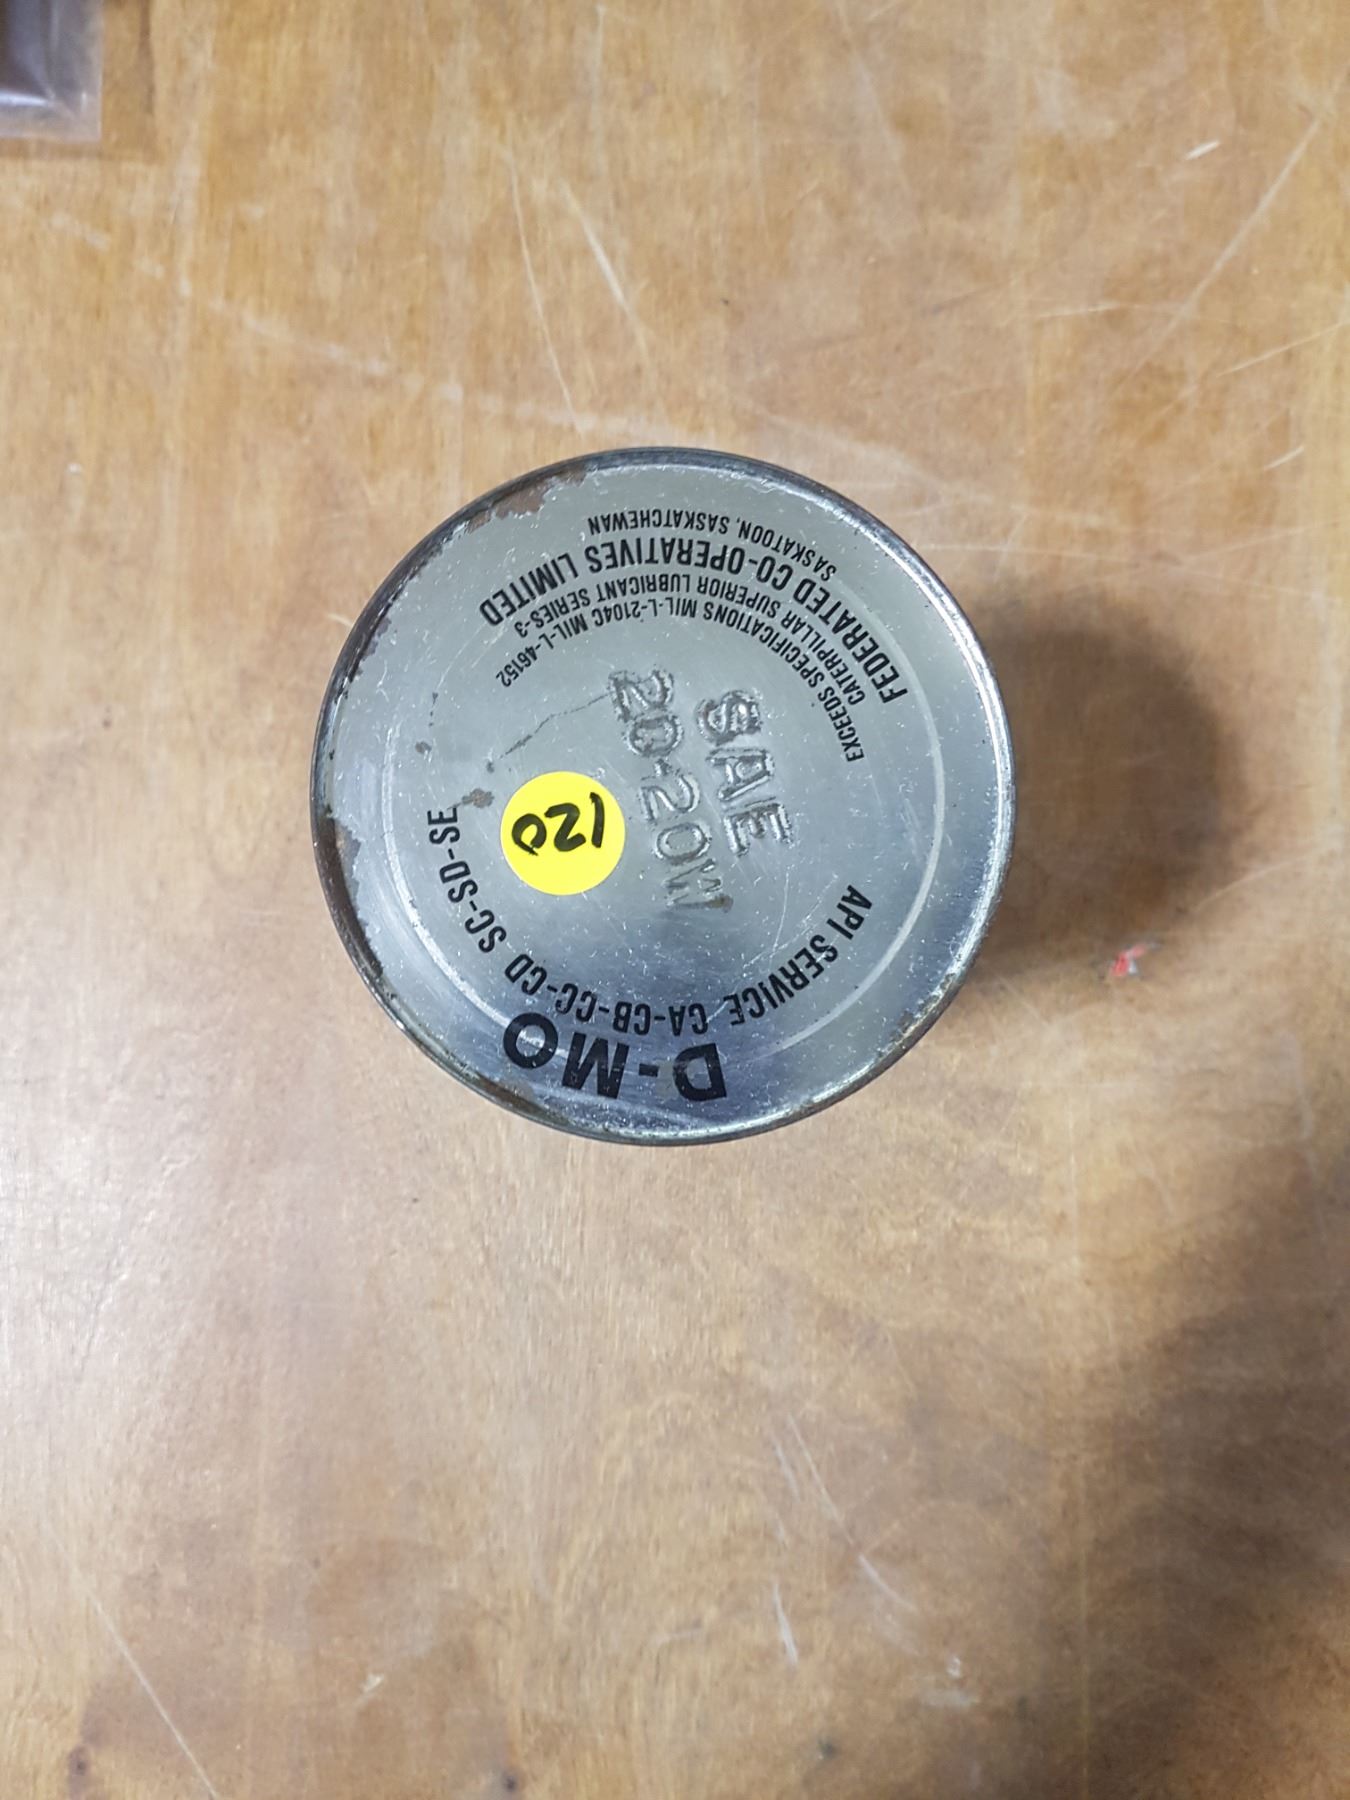 D-MO
API SERVICE CA-CB-CC-CD SC-SD-SE
SAE
20-20W
120
EXCEEDS SPECIFICATIONS MIL-L-2104C MIL-L-46152
CATERPILLAR SUPERIOR LUBRICANT SERIES-3
FEDERATED CO-OPERATIVES LIMITED
SASKATOON, SASKATCHEWAN